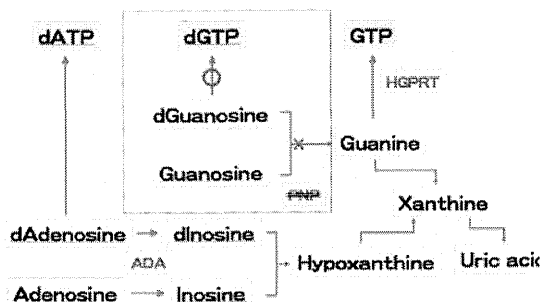 dATP dGTP GTP
HGPRT
dGuanosine
Guanine
Guanosine
PNP
Xanthine
dAdenosine dInosine
ADA Hypoxanthine Uric acid
Adenosine Inosine